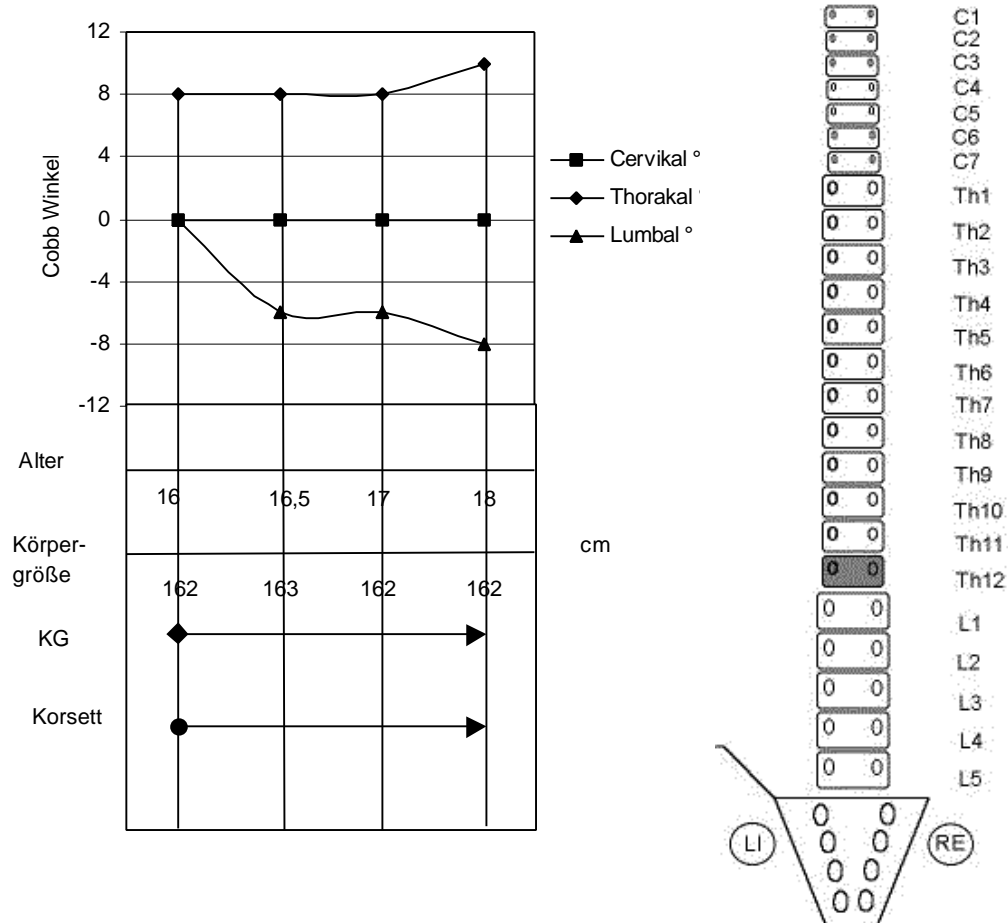 12
8
4
0
-4
-8
-12
Cobb Winkel
Cervikal °
Thorakal
Lumbal °
Alter
16
16,5
17
18
Körper-
größe
cm
162
163
162
162
KG
Korsett
C1
C2
C3
C4
C5
C6
C7
Th1
Th2
Th3
Th4
Th5
Th6
Th7
Th8
Th9
Th10
Th11
Th12
L1
L2
L3
L4
L5
LI
RE